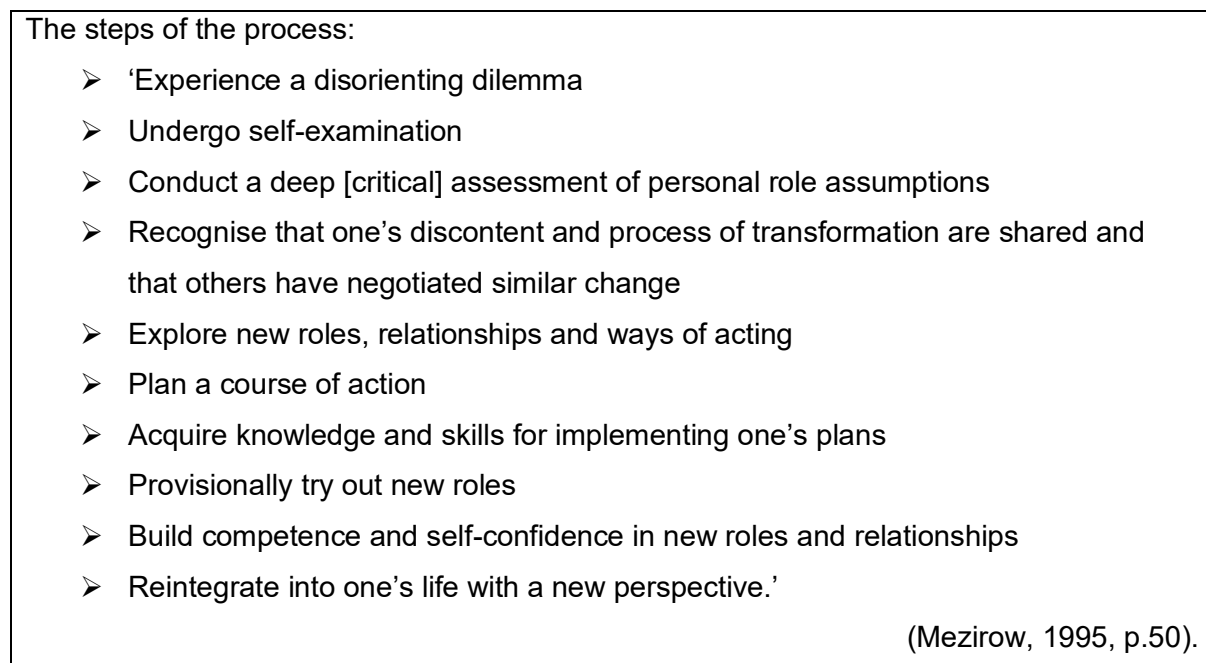 The steps of the process:
➢ ‘Experience a disorienting dilemma
➢ Undergo self-examination
➢ Conduct a deep [critical] assessment of personal role assumptions
➢ Recognise that one’s discontent and process of transformation are shared and
that others have negotiated similar change
➢ Explore new roles, relationships and ways of acting
➢ Plan a course of action
➢ Acquire knowledge and skills for implementing one’s plans
➢ Provisionally try out new roles
➢ Build competence and self-confidence in new roles and relationships
➢ Reintegrate into one’s life with a new perspective.’
(Mezirow, 1995, p.50).